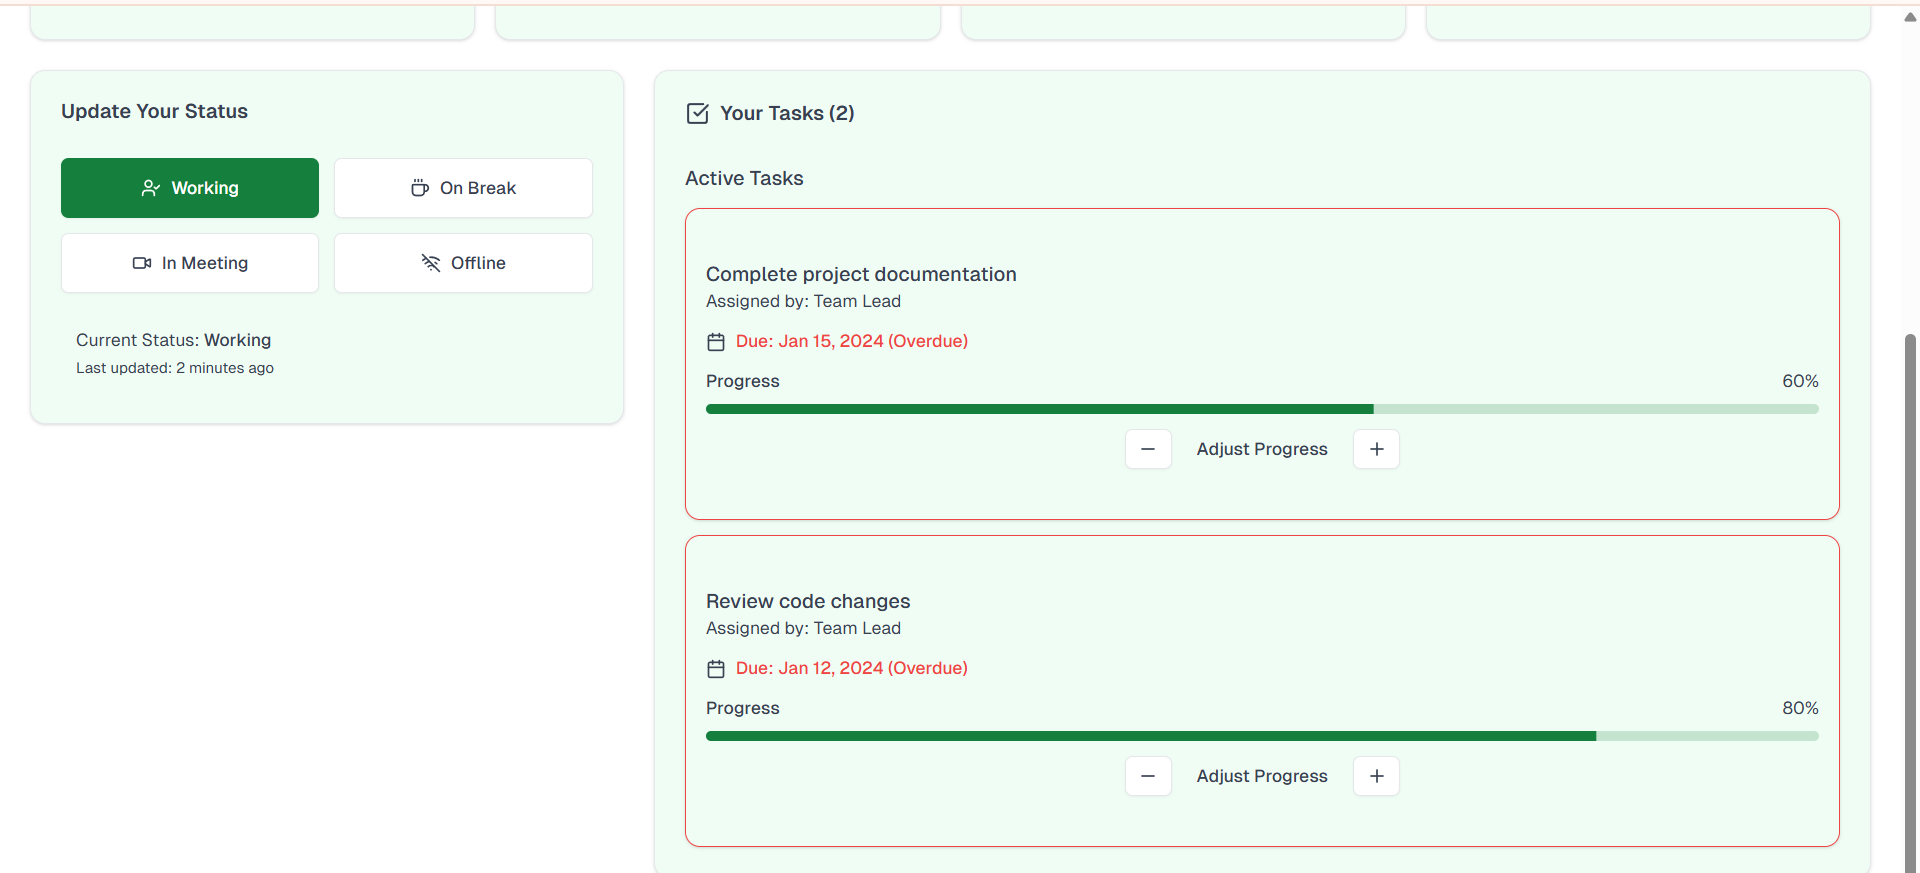 Update Your Status
Working
On Break
In Meeting
Offline
Current Status: Working
Last updated: 2 minutes ago
Your Tasks (2)
Active Tasks
Complete project documentation
Assigned by: Team Lead
Due: Jan 15, 2024 (Overdue)
Progress
60%
Adjust Progress
Review code changes
Assigned by: Team Lead
Due: Jan 12, 2024 (Overdue)
Progress
80%
Adjust Progress